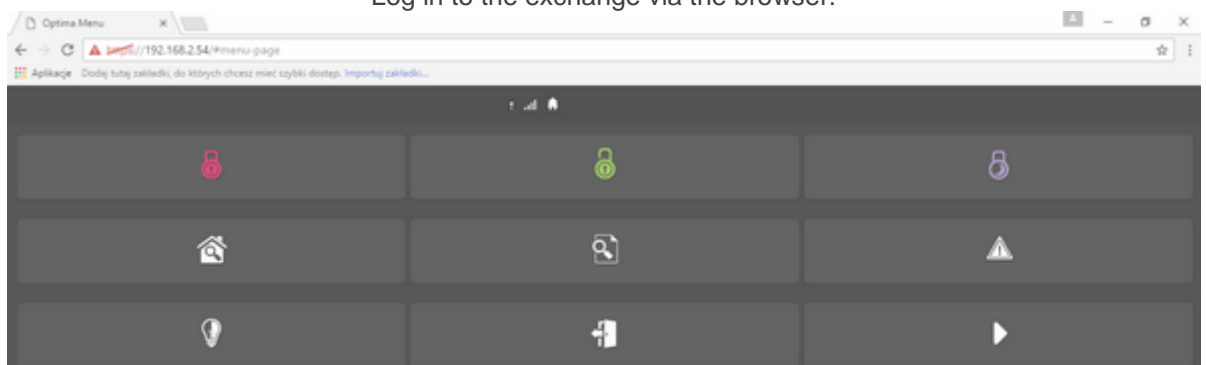 Log in to the exchange via the browser.
Optima Menu
https://192.168.2.54/#menu-page
Aplikacje Dodaj tutaj zakładki, do których chcesz mieć szybki dostęp. Importuj zakładki...